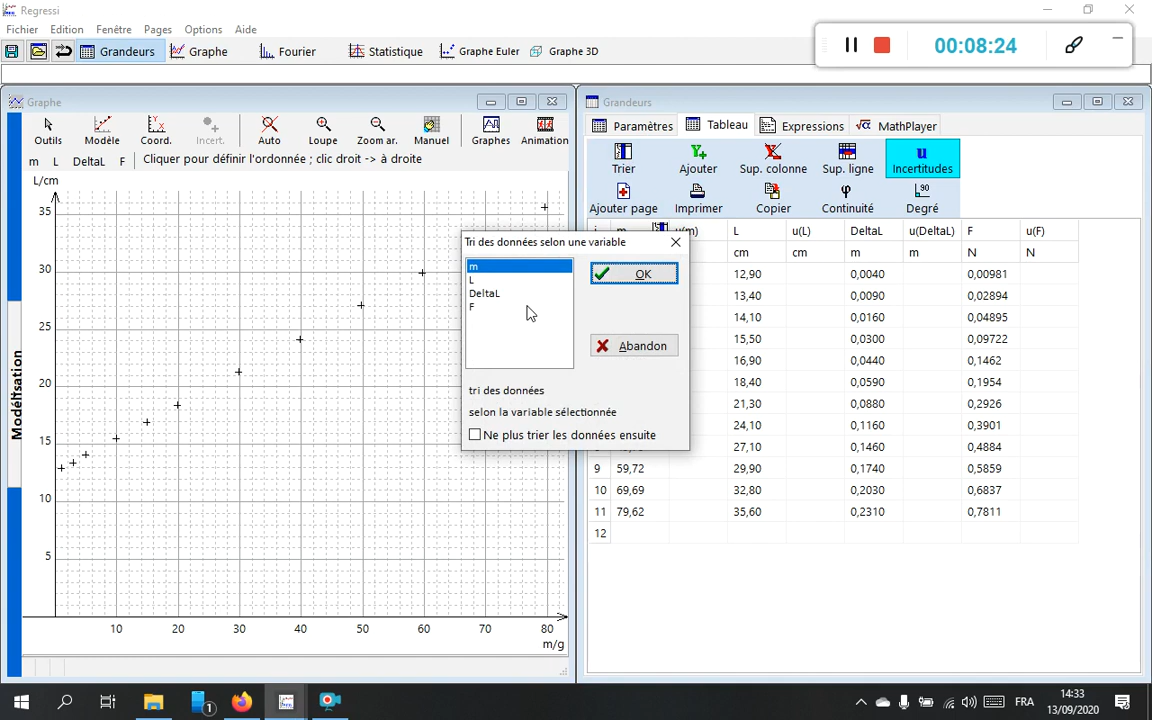 Regressi
Fichier Edition Fenêtre Pages Options Aide
Grandeurs Graphe Fourier Statistique Graphe Euler Graphe 3D
00:08:24
Graphe
Outils Modèle Coord. Incert. Auto Loupe Zoom ar. Manuel Graphes Animation
m L DeltaL F Cliquer pour définir l'ordonnée ; clic droit -> à droite
L/cm
35
30
25
20
15
10
5
10 20 30 40 50 60 70 80
m/g
Modélisation
Grandeurs
Paramètres Tableau Expressions MathPlayer
Trier Ajouter Sup. colonne Sup. ligne Incertitudes
Ajouter page Imprimer Copier Continuité Degré
i m u(m) L u(L) DeltaL u(DeltaL) F u(F)
cm cm m m N N
12,90 0,0040 0,00981
13,40 0,0090 0,02894
14,10 0,0160 0,04895
15,50 0,0300 0,09722
16,90 0,0440 0,1462
18,40 0,0590 0,1954
21,30 0,0880 0,2926
24,10 0,1160 0,3901
27,10 0,1460 0,4884
9 59,72 29,90 0,1740 0,5859
10 69,69 32,80 0,2030 0,6837
11 79,62 35,60 0,2310 0,7811
12
Tri des données selon une variable
m
L
DeltaL
F
OK
Abandon
tri des données
selon la variable sélectionnée
Ne plus trier les données ensuite
FRA
14:33
13/09/2020